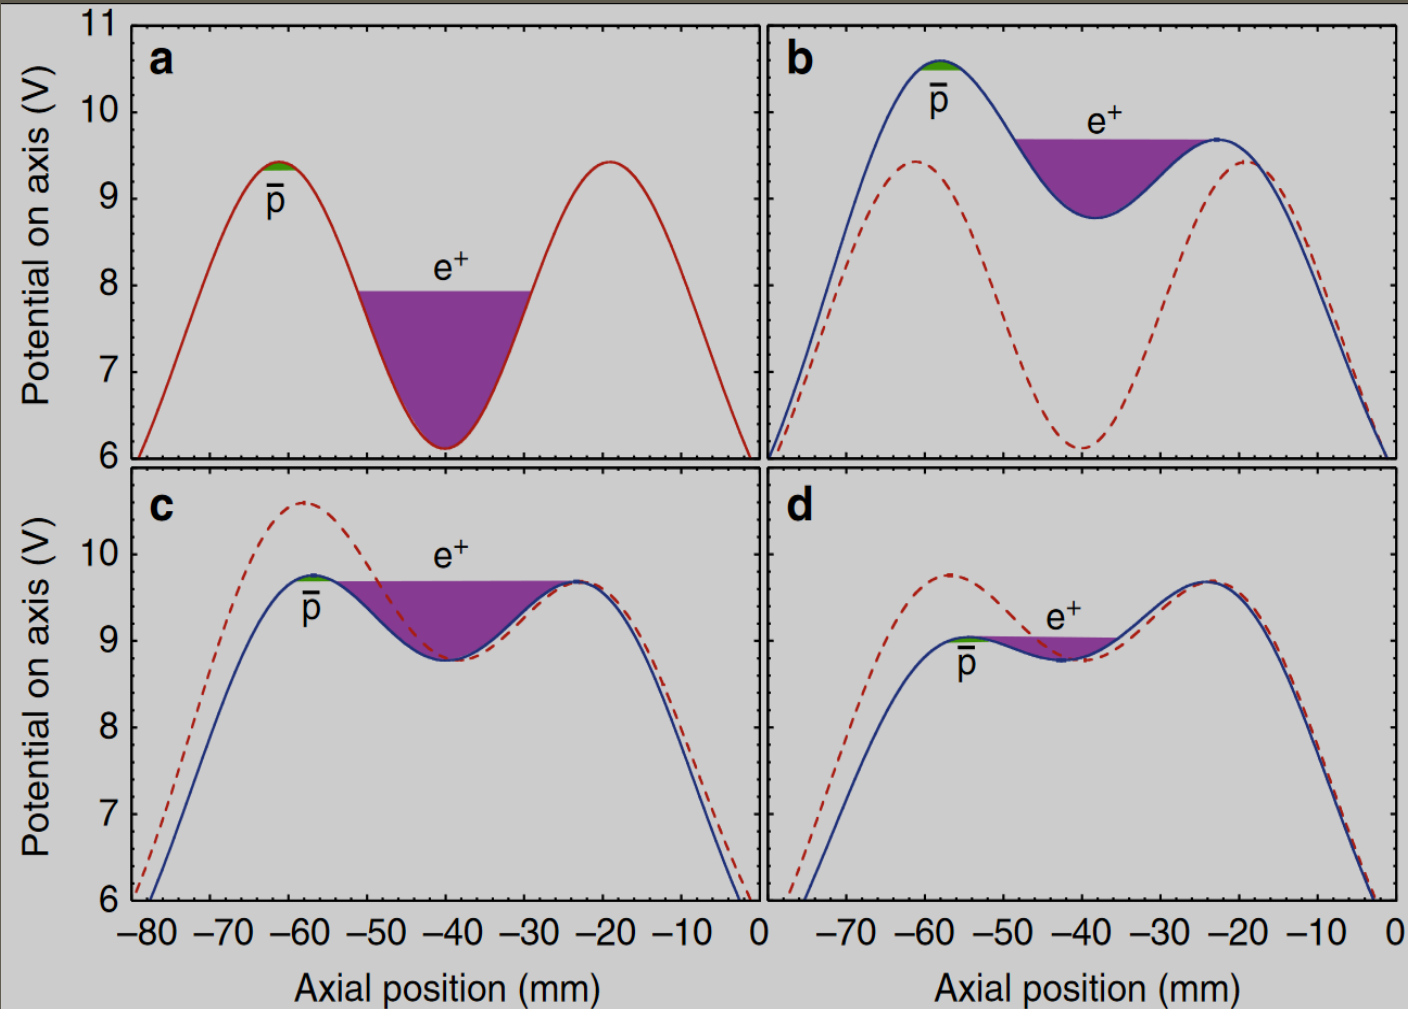 a
b
Potential on axis (V)
11
10
9
8
7
6
p̄
e⁺
p̄
e⁺
c
d
Potential on axis (V)
10
9
8
7
6
p̄
e⁺
p̄
e⁺
−80 −70 −60 −50 −40 −30 −20 −10 0
−70 −60 −50 −40 −30 −20 −10 0
Axial position (mm)
Axial position (mm)